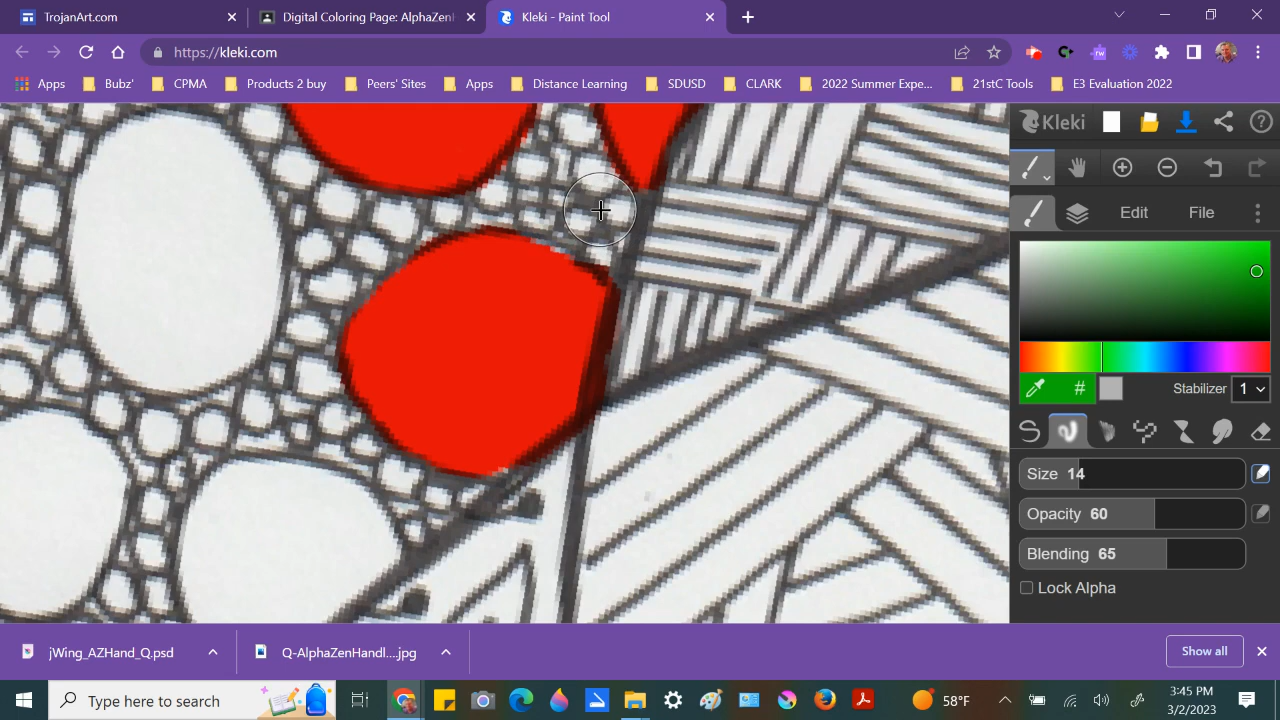 TrojanArt.com
Digital Coloring Page: AlphaZenH
Kleki - Paint Tool
https://kleki.com
Apps
Bubz'
CPMA
Products 2 buy
Peers' Sites
Apps
Distance Learning
SDUSD
CLARK
2022 Summer Expe...
21stC Tools
E3 Evaluation 2022
Kleki
Edit
File
#
Stabilizer
1
Size 14
Opacity 60
Blending 65
Lock Alpha
jWing_AZHand_Q.psd
Q-AlphaZenHandl....jpg
Show all
Type here to search
58°F
3:45 PM
3/2/2023